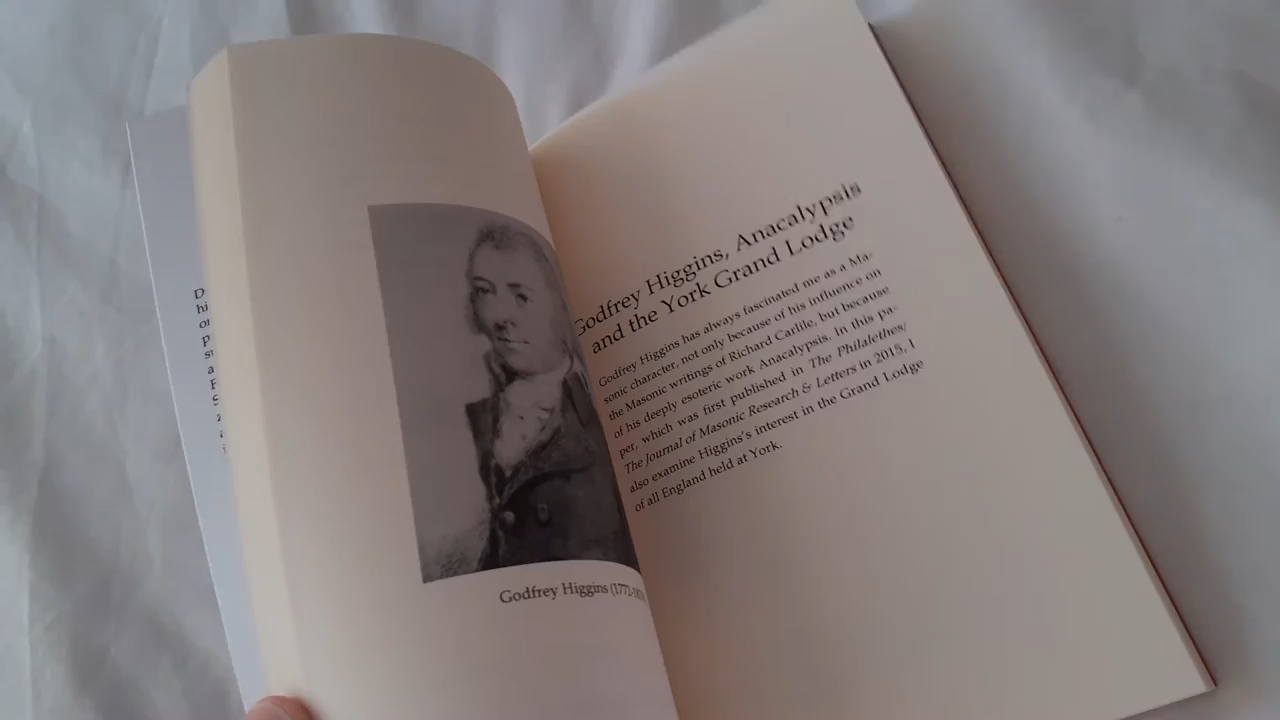 Godfrey Higgins (1772-18
Godfrey Higgins, Anacalypsis
and the York Grand Lodge
Godfrey Higgins has always fascinated me as a Ma-
sonic character, not only because of his influence on
the Masonic writings of Richard Carlile, but because
of his deeply esoteric work Anacalypsis. In this pa-
per, which was first published in The Philalethes/
The Journal of Masonic Research & Letters in 2015, I
also examine Higgins's interest in the Grand Lodge
of all England held at York.